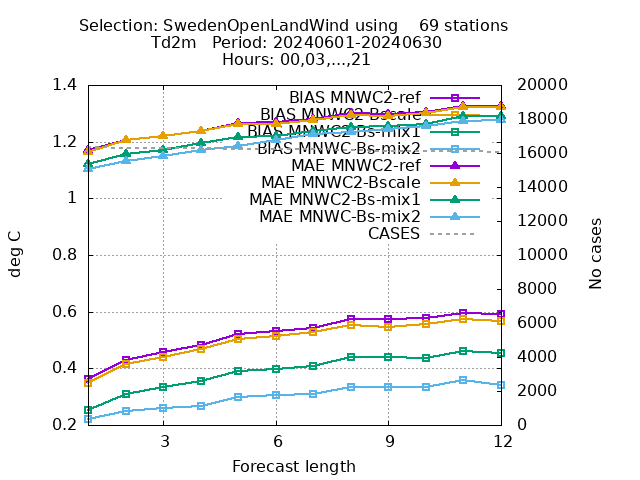 Selection: SwedenOpenLandWind using 69 stations
Td2m Period: 20240601-20240630
Hours: 00,03,...,21
1.4
1.2
1
0.8
0.6
0.4
0.2
deg C
BIAS MNWC2-ref
BIAS MNWC2-Bscale
BIAS MNWC2-Bs-mix1
BIAS MNWC-Bs-mix2
MAE MNWC2-ref
MAE MNWC2-Bscale
MAE MNWC2-Bs-mix1
MAE MNWC-Bs-mix2
CASES
20000
18000
16000
14000
12000
10000
8000
6000
4000
2000
0
No cases
3 6 9 12
Forecast length